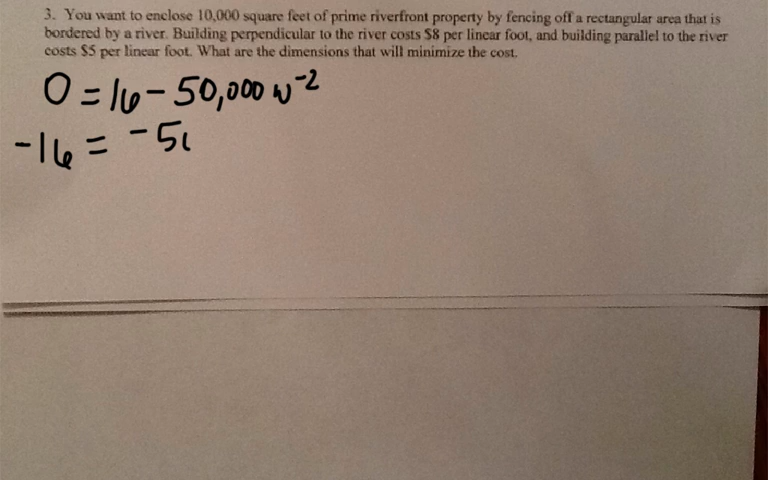 3. You want to enclose 10,000 square feet of prime riverfront property by fencing off a rectangular area that is
bordered by a river. Building perpendicular to the river costs $8 per linear foot, and building parallel to the river
costs $5 per linear foot. What are the dimensions that will minimize the cost.
0 = 16 - 50,000 w⁻²
-16 = -50